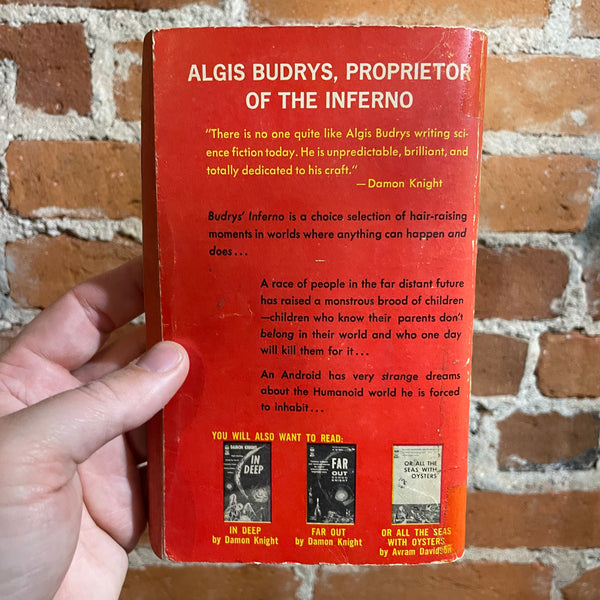 ALGIS BUDRYS, PROPRIETOR
OF THE INFERNO
"There is no one quite like Algis Budrys writing sci-
ence fiction today. He is unpredictable, brilliant, and
totally dedicated to his craft."
—Damon Knight
Budrys' Inferno is a choice selection of hair-raising
moments in worlds where anything can happen and
does...
A race of people in the far distant future
has raised a monstrous brood of children
—children who know their parents don't
belong in their world and who one day
will kill them for it...
An Android has very strange dreams
about the Humanoid world he is forced
to inhabit...
YOU WILL ALSO WANT TO READ:
DAMON KNIGHT
IN
DEEP
FAR
OUT
OR ALL THE
SEAS WITH
OYSTERS
IN DEEP
by Damon Knight
FAR OUT
by Damon Knight
OR ALL THE SEAS
WITH OYSTERS
by Avram Davidson